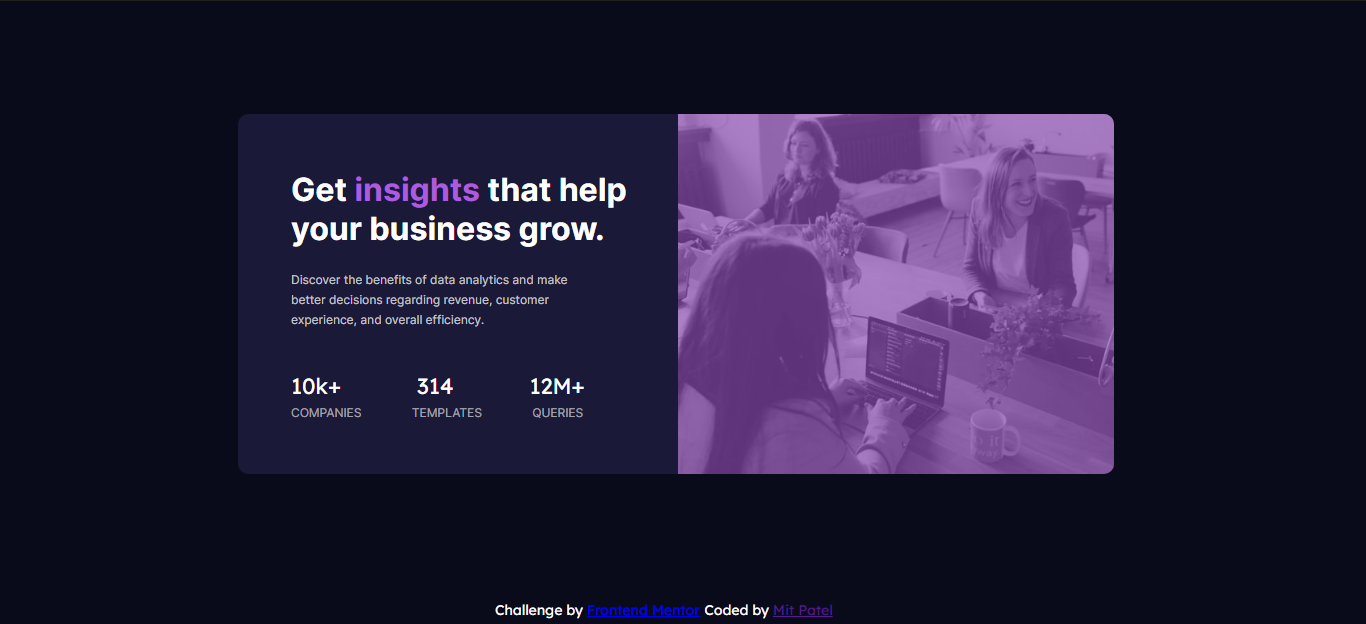 Get insights that help
your business grow.
Discover the benefits of data analytics and make
better decisions regarding revenue, customer
experience, and overall efficiency.
10k+ 314 12M+
COMPANIES TEMPLATES QUERIES
Challenge by Frontend Mentor Coded by Mit Patel